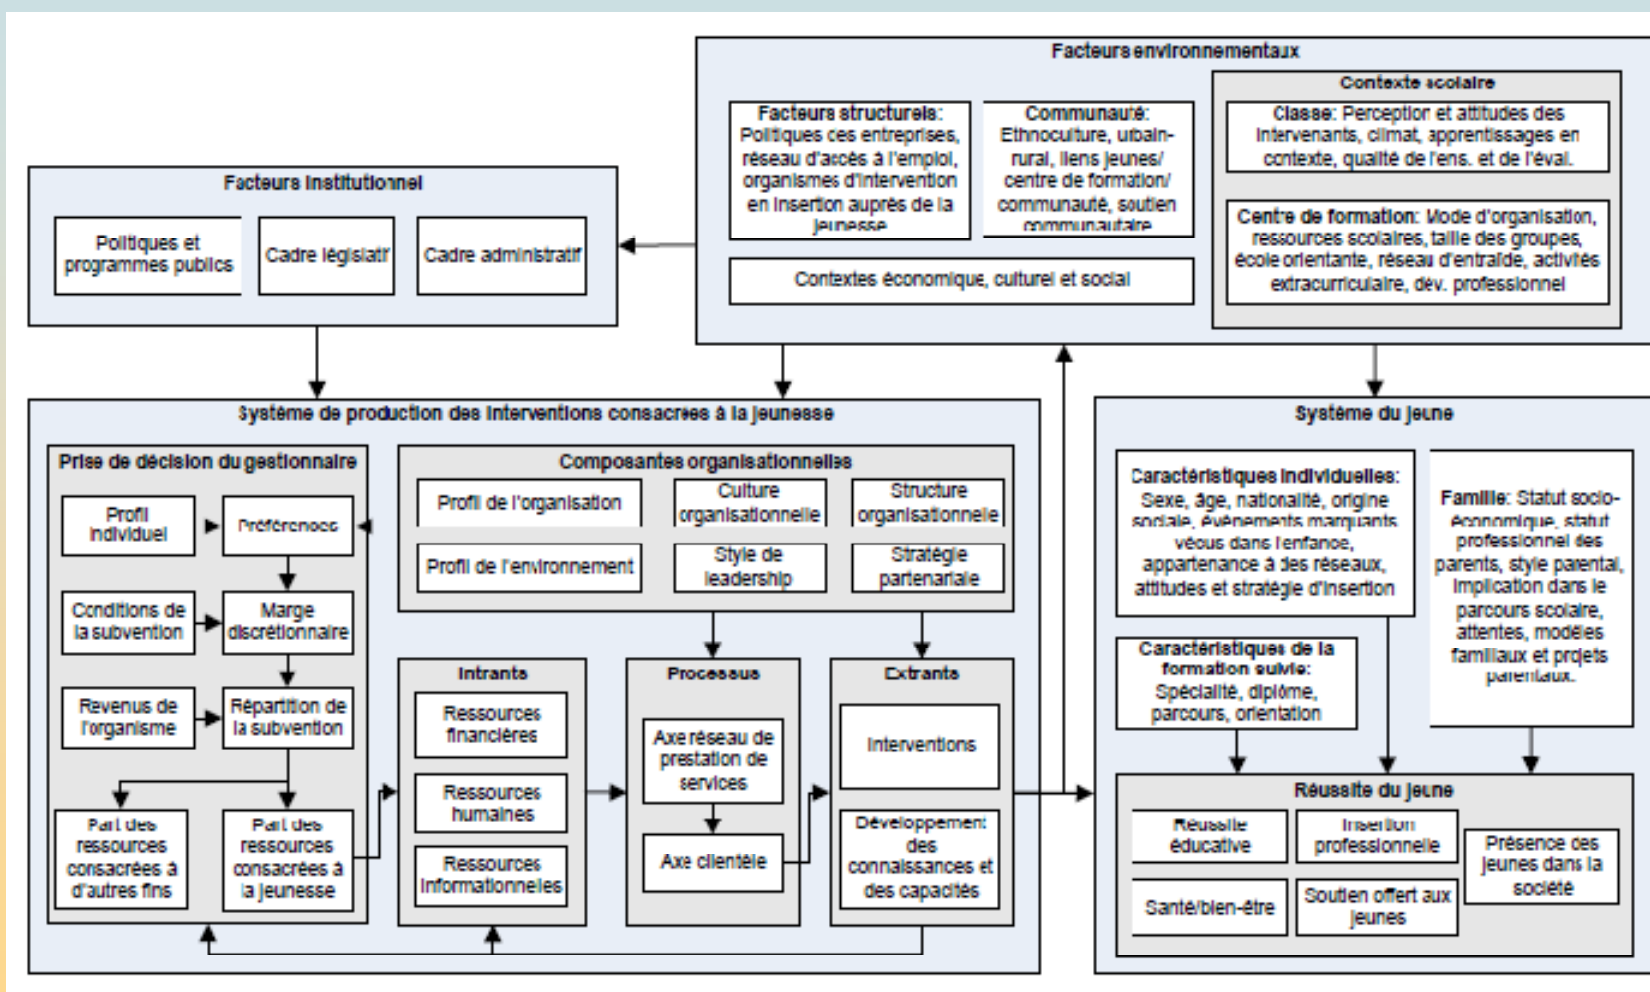 Facteurs environnementaux
Facteurs structurels:
Politiques des entreprises,
réseau d'accès à l'emploi,
organismes d'intervention
en insertion auprès de la
jeunesse
Communauté:
Ethnoculture, urbain-
rural, liens jeunes/
centre de formation/
communauté, soutien
communautaire
Contextes économique, culturel et social
Contexte scolaire
Classe: Perception et attitudes des
intervenants, climat, apprentissages en
contexte, qualité de l'ens. et de l'éval.
Centre de formation: Mode d'organisation,
ressources scolaires, taille des groupes,
école orientante, réseau d'entraide, activités
extracurriculaire, dév. professionnel
Facteurs institutionnel
Politiques et
programmes publics
Cadre législatif
Cadre administratif
Système de production des interventions consacrées à la jeunesse
Prise de décision du gestionnaire
Profil
individuel
Préférences
Conditions de
la subvention
Marge
discrétionnaire
Revenus de
l'organisme
Répartition de
la subvention
Part des
ressources
consacrées à
d'autres fins
Part des
ressources
consacrées à
la jeunesse
Composantes organisationnelles
Profil de l'organisation
Culture
organisationnelle
Structure
organisationnelle
Profil de l'environnement
Style de
leadership
Stratégie
partenariale
Intrants
Ressources
financières
Ressources
humaines
Ressources
informationnelles
Processus
Axe réseau de
prestation de
services
Axe clientèle
Extrants
Interventions
Développement
des
connaissances et
des capacités
Système du jeune
Caractéristiques individuelles:
Sexe, âge, nationalité, origine
sociale, évènements marquants
vécus dans l'enfance,
appartenance à des réseaux,
attitudes et stratégie d'insertion
Famille: Statut socio-
économique, statut
professionnel des
parents, style parental,
implication dans le
parcours scolaire,
attentes, modèles
familiaux et projets
parentaux.
Caractéristiques de la
formation suivie:
Spécialité, diplôme,
parcours, orientation
Réussite du jeune
Réussite
éducative
Insertion
professionnelle
Présence des
jeunes dans la
société
Santé/bien-être
Soutien offert aux
jeunes